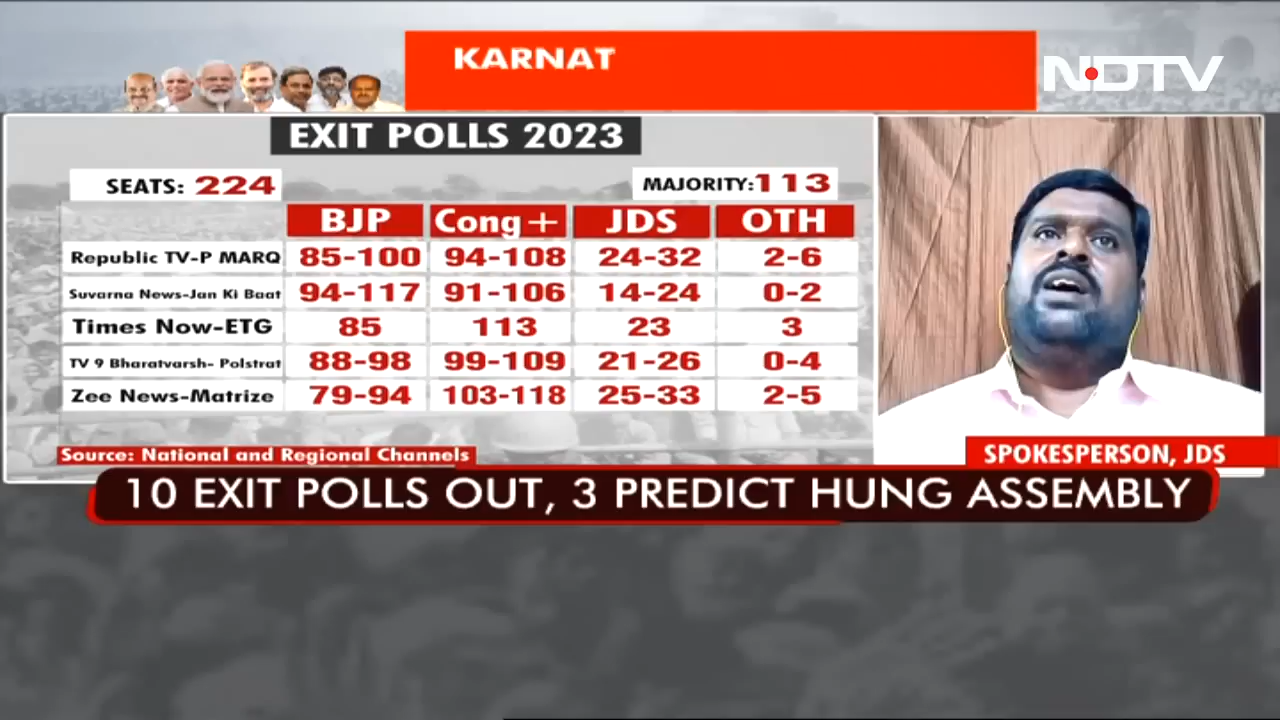 KARNAT
NDTV
EXIT POLLS 2023
SEATS: 224
MAJORITY:113
BJP Cong+ JDS OTH
Republic TV-P MARQ 85-100 94-108 24-32 2-6
Suvarna News-Jan Ki Baat 94-117 91-106 14-24 0-2
Times Now-ETG 85 113 23 3
TV 9 Bharatvarsh- Polstrat 88-98 99-109 21-26 0-4
Zee News-Matrize 79-94 103-118 25-33 2-5
Source: National and Regional Channels
SPOKESPERSON, JDS
10 EXIT POLLS OUT, 3 PREDICT HUNG ASSEMBLY